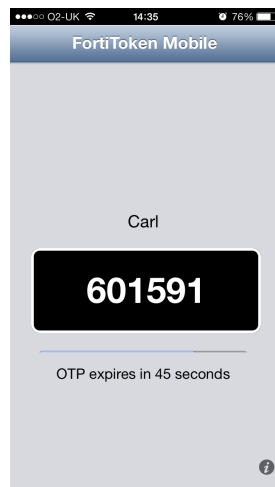 O2-UK 14:35 76%
FortiToken Mobile
Carl
601591
OTP expires in 45 seconds
i